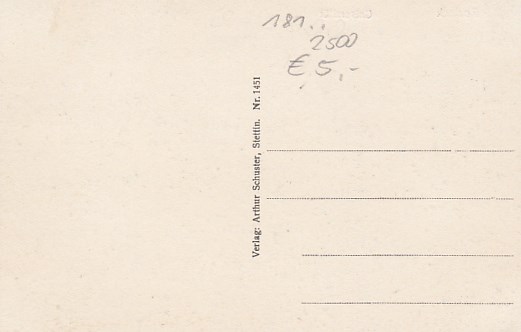 181..
2500
€ 5,-
Verlag: Arthur Schuster, Stettin. Nr. 1451